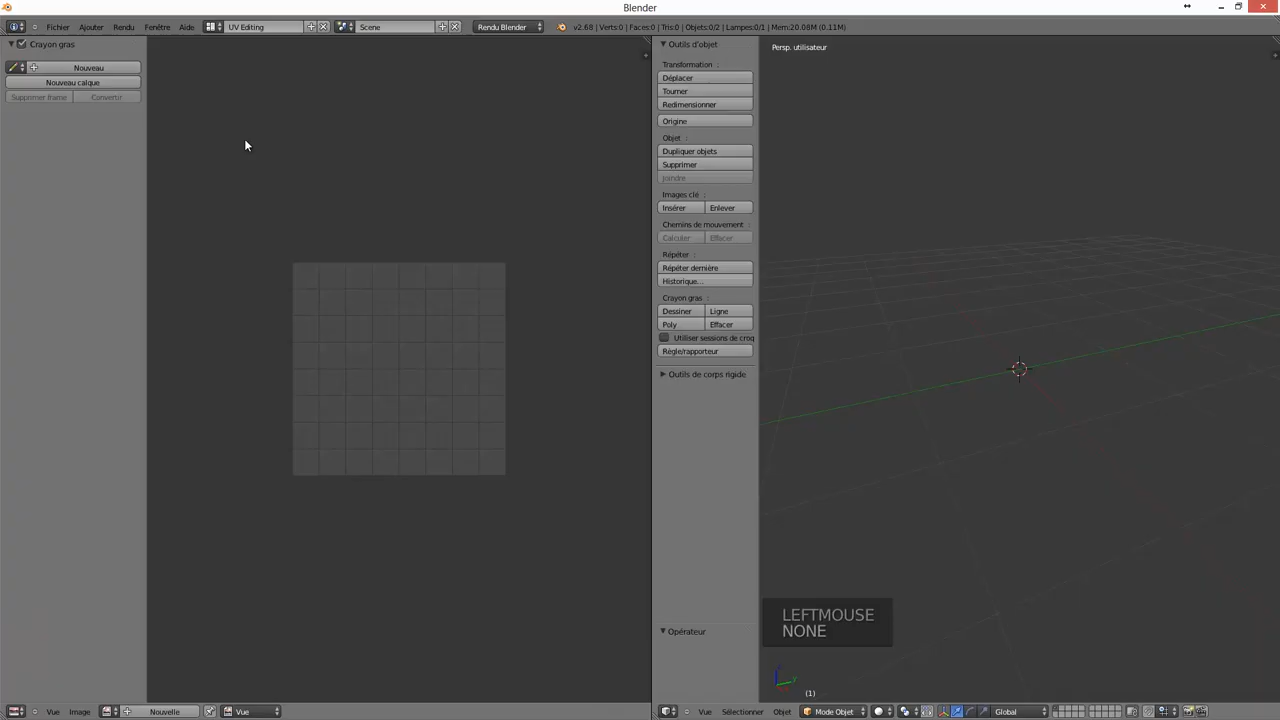 Blender
Fichier Ajouter Rendu Fenêtre Aide UV Editing Scene Rendu Blender v2.68 | Verts:0 | Faces:0 | Tris:0 | Objets:0/2 | Lampes:0/1 | Mem:20.08M (0.11M)
Crayon gras
Nouveau
Nouveau calque
Supprimer frame Convertir
Outils d'objet
Transformation :
Déplacer
Tourner
Redimensionner
Origine
Objet :
Dupliquer objets
Supprimer
Joindre
Images clé :
Insérer Enlever
Chemins de mouvement :
Calculer Effacer
Répéter :
Répéter dernière
Historique...
Crayon gras :
Dessiner Ligne
Poly Effacer
Utiliser sessions de croq
Règle/rapporteur
Outils de corps rigide
Opérateur
Persp. utilisateur
LEFTMOUSE
NONE
(1)
Vue Image Nouvelle Vue
Vue Sélectionner Objet Mode Objet Global